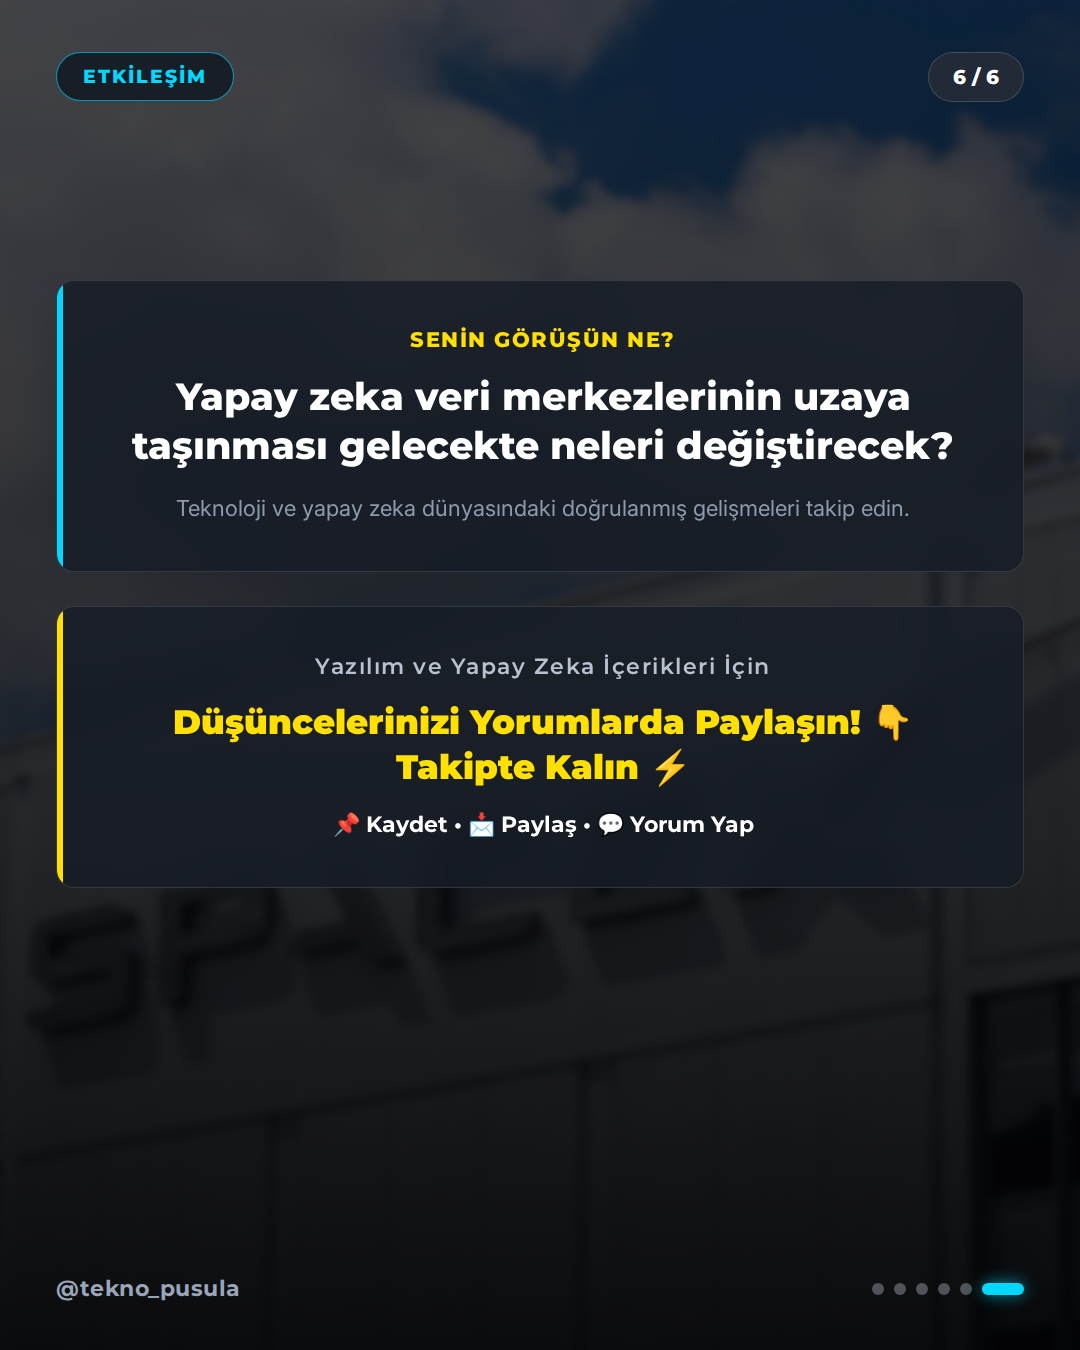 ETKİLEŞİM
6 / 6
SENİN GÖRÜŞÜN NE?
Yapay zeka veri merkezlerinin uzaya
taşınması gelecekte neleri değiştirecek?
Teknoloji ve yapay zeka dünyasındaki doğrulanmış gelişmeleri takip edin.
Yazılım ve Yapay Zeka İçerikleri İçin
Düşüncelerinizi Yorumlarda Paylaşın! 👇
Takipte Kalın ⚡
📌 Kaydet • 📩 Paylaş • 💬 Yorum Yap
@tekno_pusula